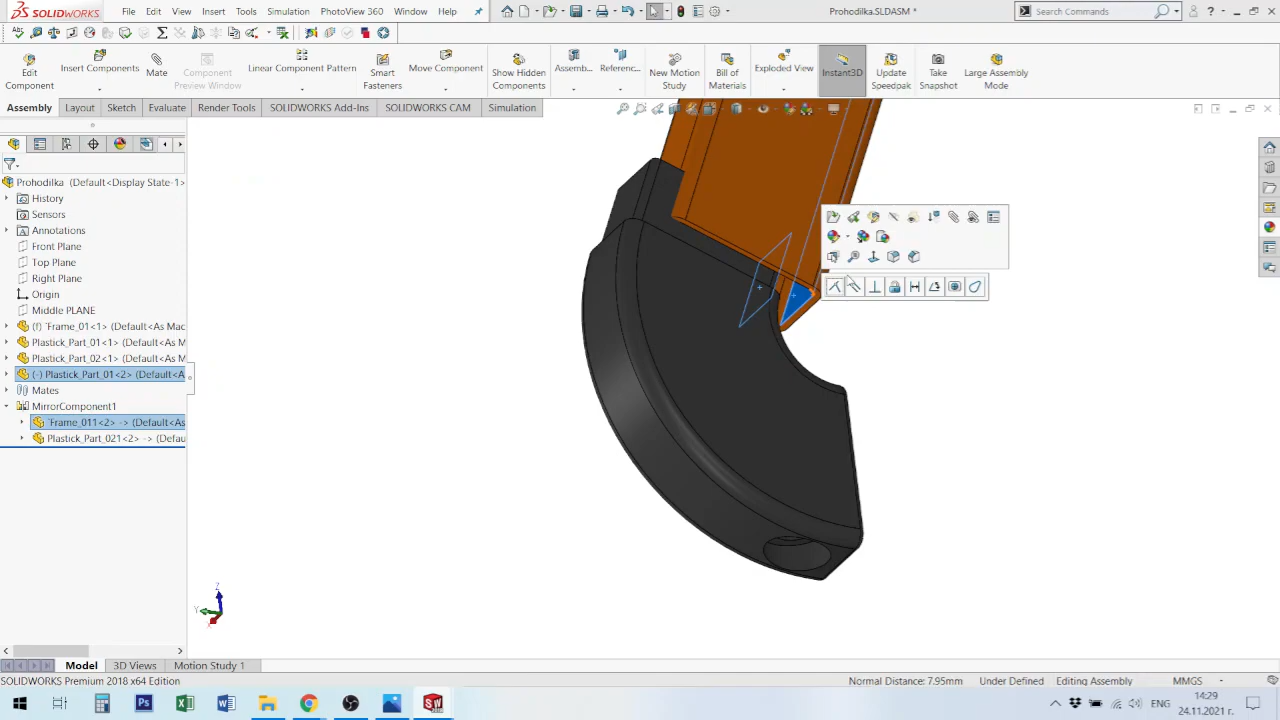 SOLIDWORKS File Edit View Insert Tools Simulation PhotoView 360 Window Help Prohodilka.SLDASM * Search Commands
Edit Component
Insert Components
Mate
Component Preview Window
Linear Component Pattern
Smart Fasteners
Move Component
Show Hidden Components
Assemb...
Referenc...
New Motion Study
Bill of Materials
Exploded View
Instant3D
Update Speedpak
Take Snapshot
Large Assembly Mode
Assembly Layout Sketch Evaluate Render Tools SOLIDWORKS Add-Ins SOLIDWORKS CAM Simulation
Prohodilka (Default<Display State-1>
History
Sensors
Annotations
Front Plane
Top Plane
Right Plane
Origin
Middle PLANE
(f) `Frame_01<1> (Default<As Mac
Plastick_Part_01<1> (Default<As M
Plastick_Part_02<1> (Default<As M
(-) Plastick_Part_01<2> (Default<A
Mates
MirrorComponent1
`Frame_011<2> -> (Default<As
Plastick_Part_021<2> -> (Defau
Z
Y
Model 3D Views Motion Study 1
SOLIDWORKS Premium 2018 x64 Edition Normal Distance: 7.95mm Under Defined Editing Assembly MMGS
ENG 14:29
24.11.2021 г.